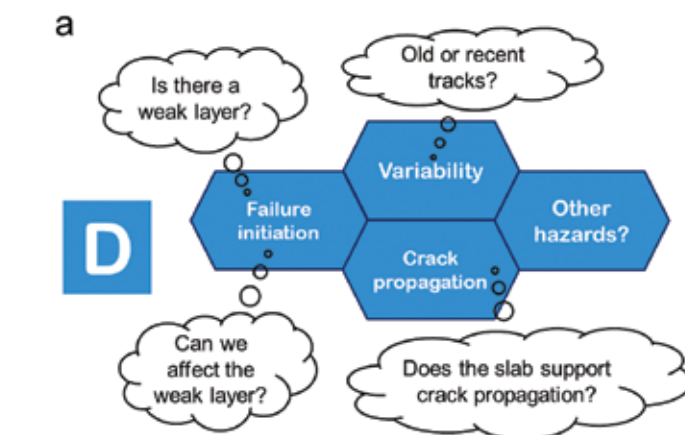 a
Is there a
weak layer?
Old or recent
tracks?
Variability
Failure
initiation
Other
hazards?
D
Crack
propagation
Can we
affect the
weak layer?
Does the slab support
crack propagation?